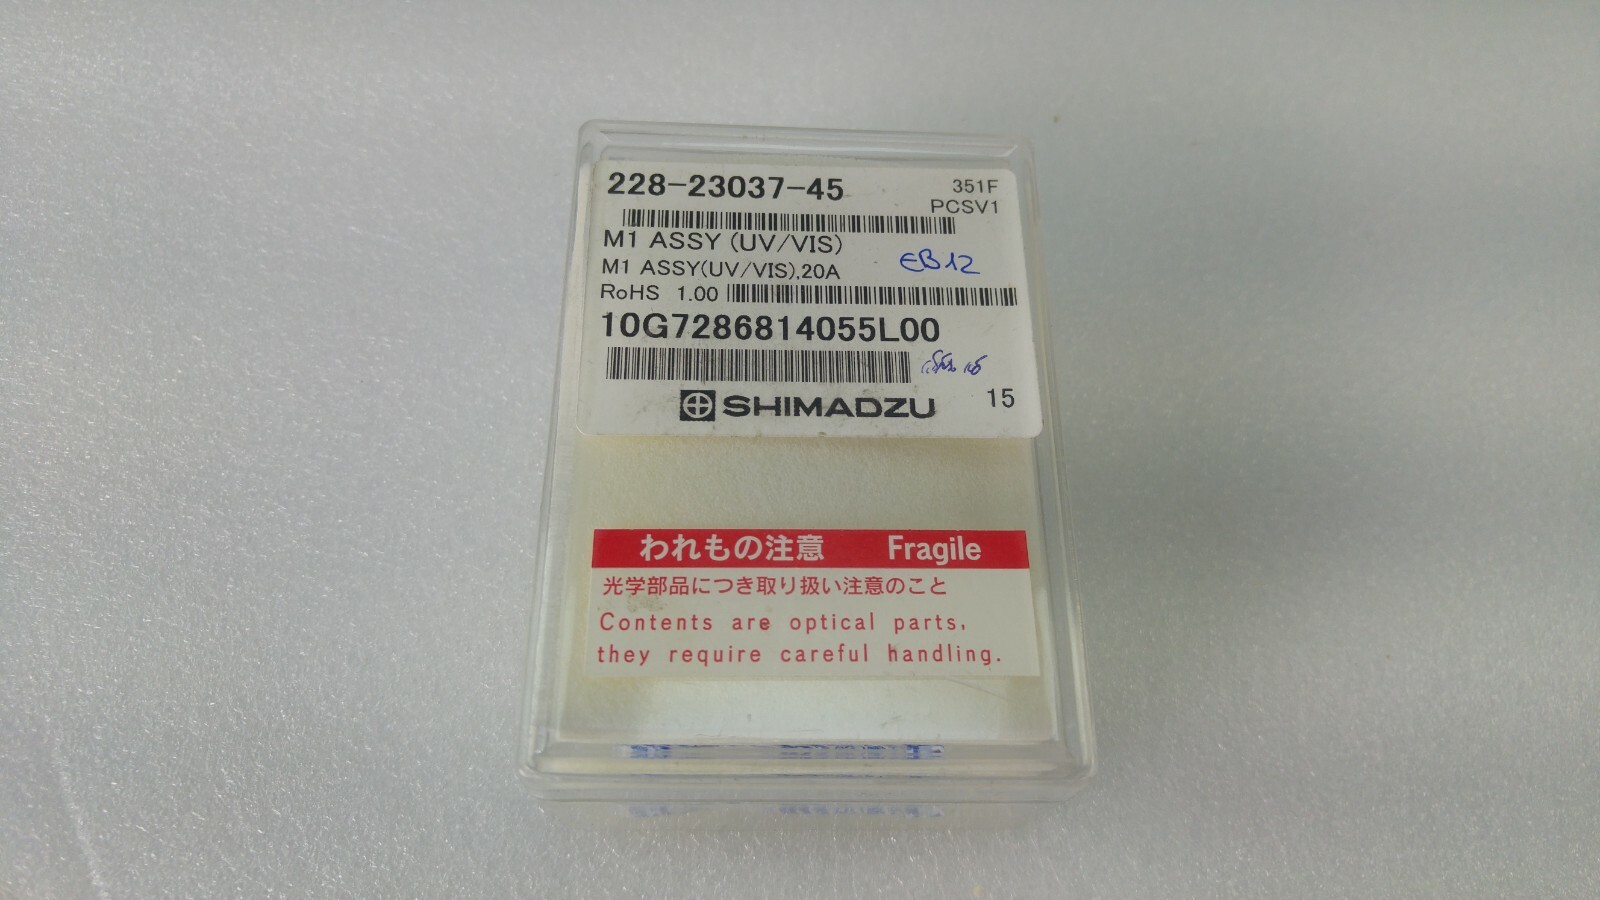 228-23037-45
351F
PCSV1
M1 ASSY (UV/VIS)
M1 ASSY(UV/VIS),20A
EB12
RoHS 1.00
10G7286814055L00
SHIMADZU
15
われもの注意 Fragile
光学部品につき取り扱い注意のこと
Contents are optical parts,
they require careful handling.